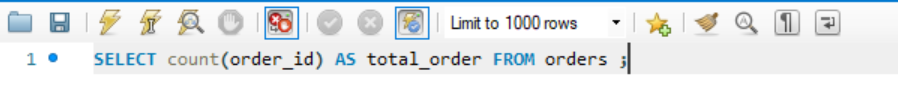 Limit to 1000 rows
1 SELECT count(order_id) AS total_order FROM orders ;